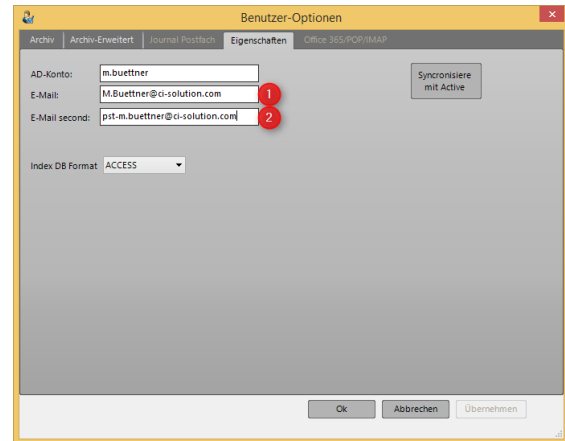 Benutzer-Optionen
x
Archiv Archiv-Erweitert Journal Postfach Eigenschaften Office 365/POP/IMAP
AD-Konto: m.buettner
Syncronisiere
mit Active
E-Mail: M.Buettner@ci-solution.com 1
E-Mail second: pst-m.buettner@ci-solution.com 2
Index DB Format ACCESS
Ok Abbrechen Übernehmen